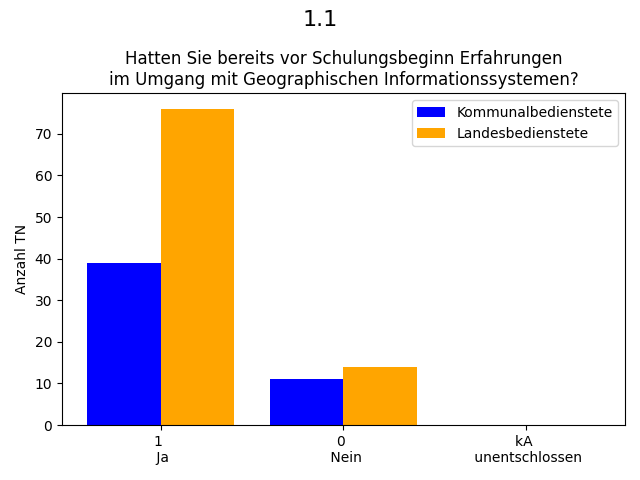 1.1
Hatten Sie bereits vor Schulungsbeginn Erfahrungen
im Umgang mit Geographischen Informationssystemen?
Kommunalbedienstete
Landesbedienstete
Anzahl TN
70
60
50
40
30
20
10
0
1 0 kA
Ja Nein unentschlossen